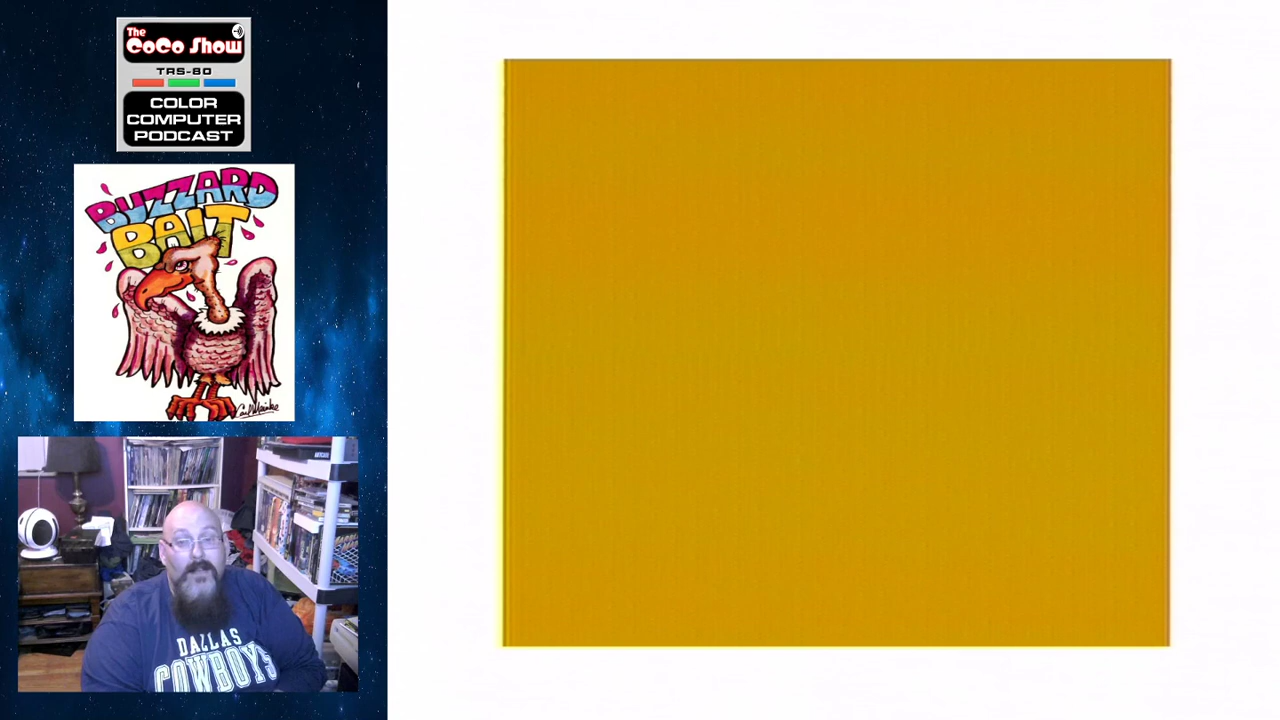 The
CoCo Show
TRS-80
COLOR
COMPUTER
PODCAST
BUZZARD
BAIT
DALLAS
COWBOYS